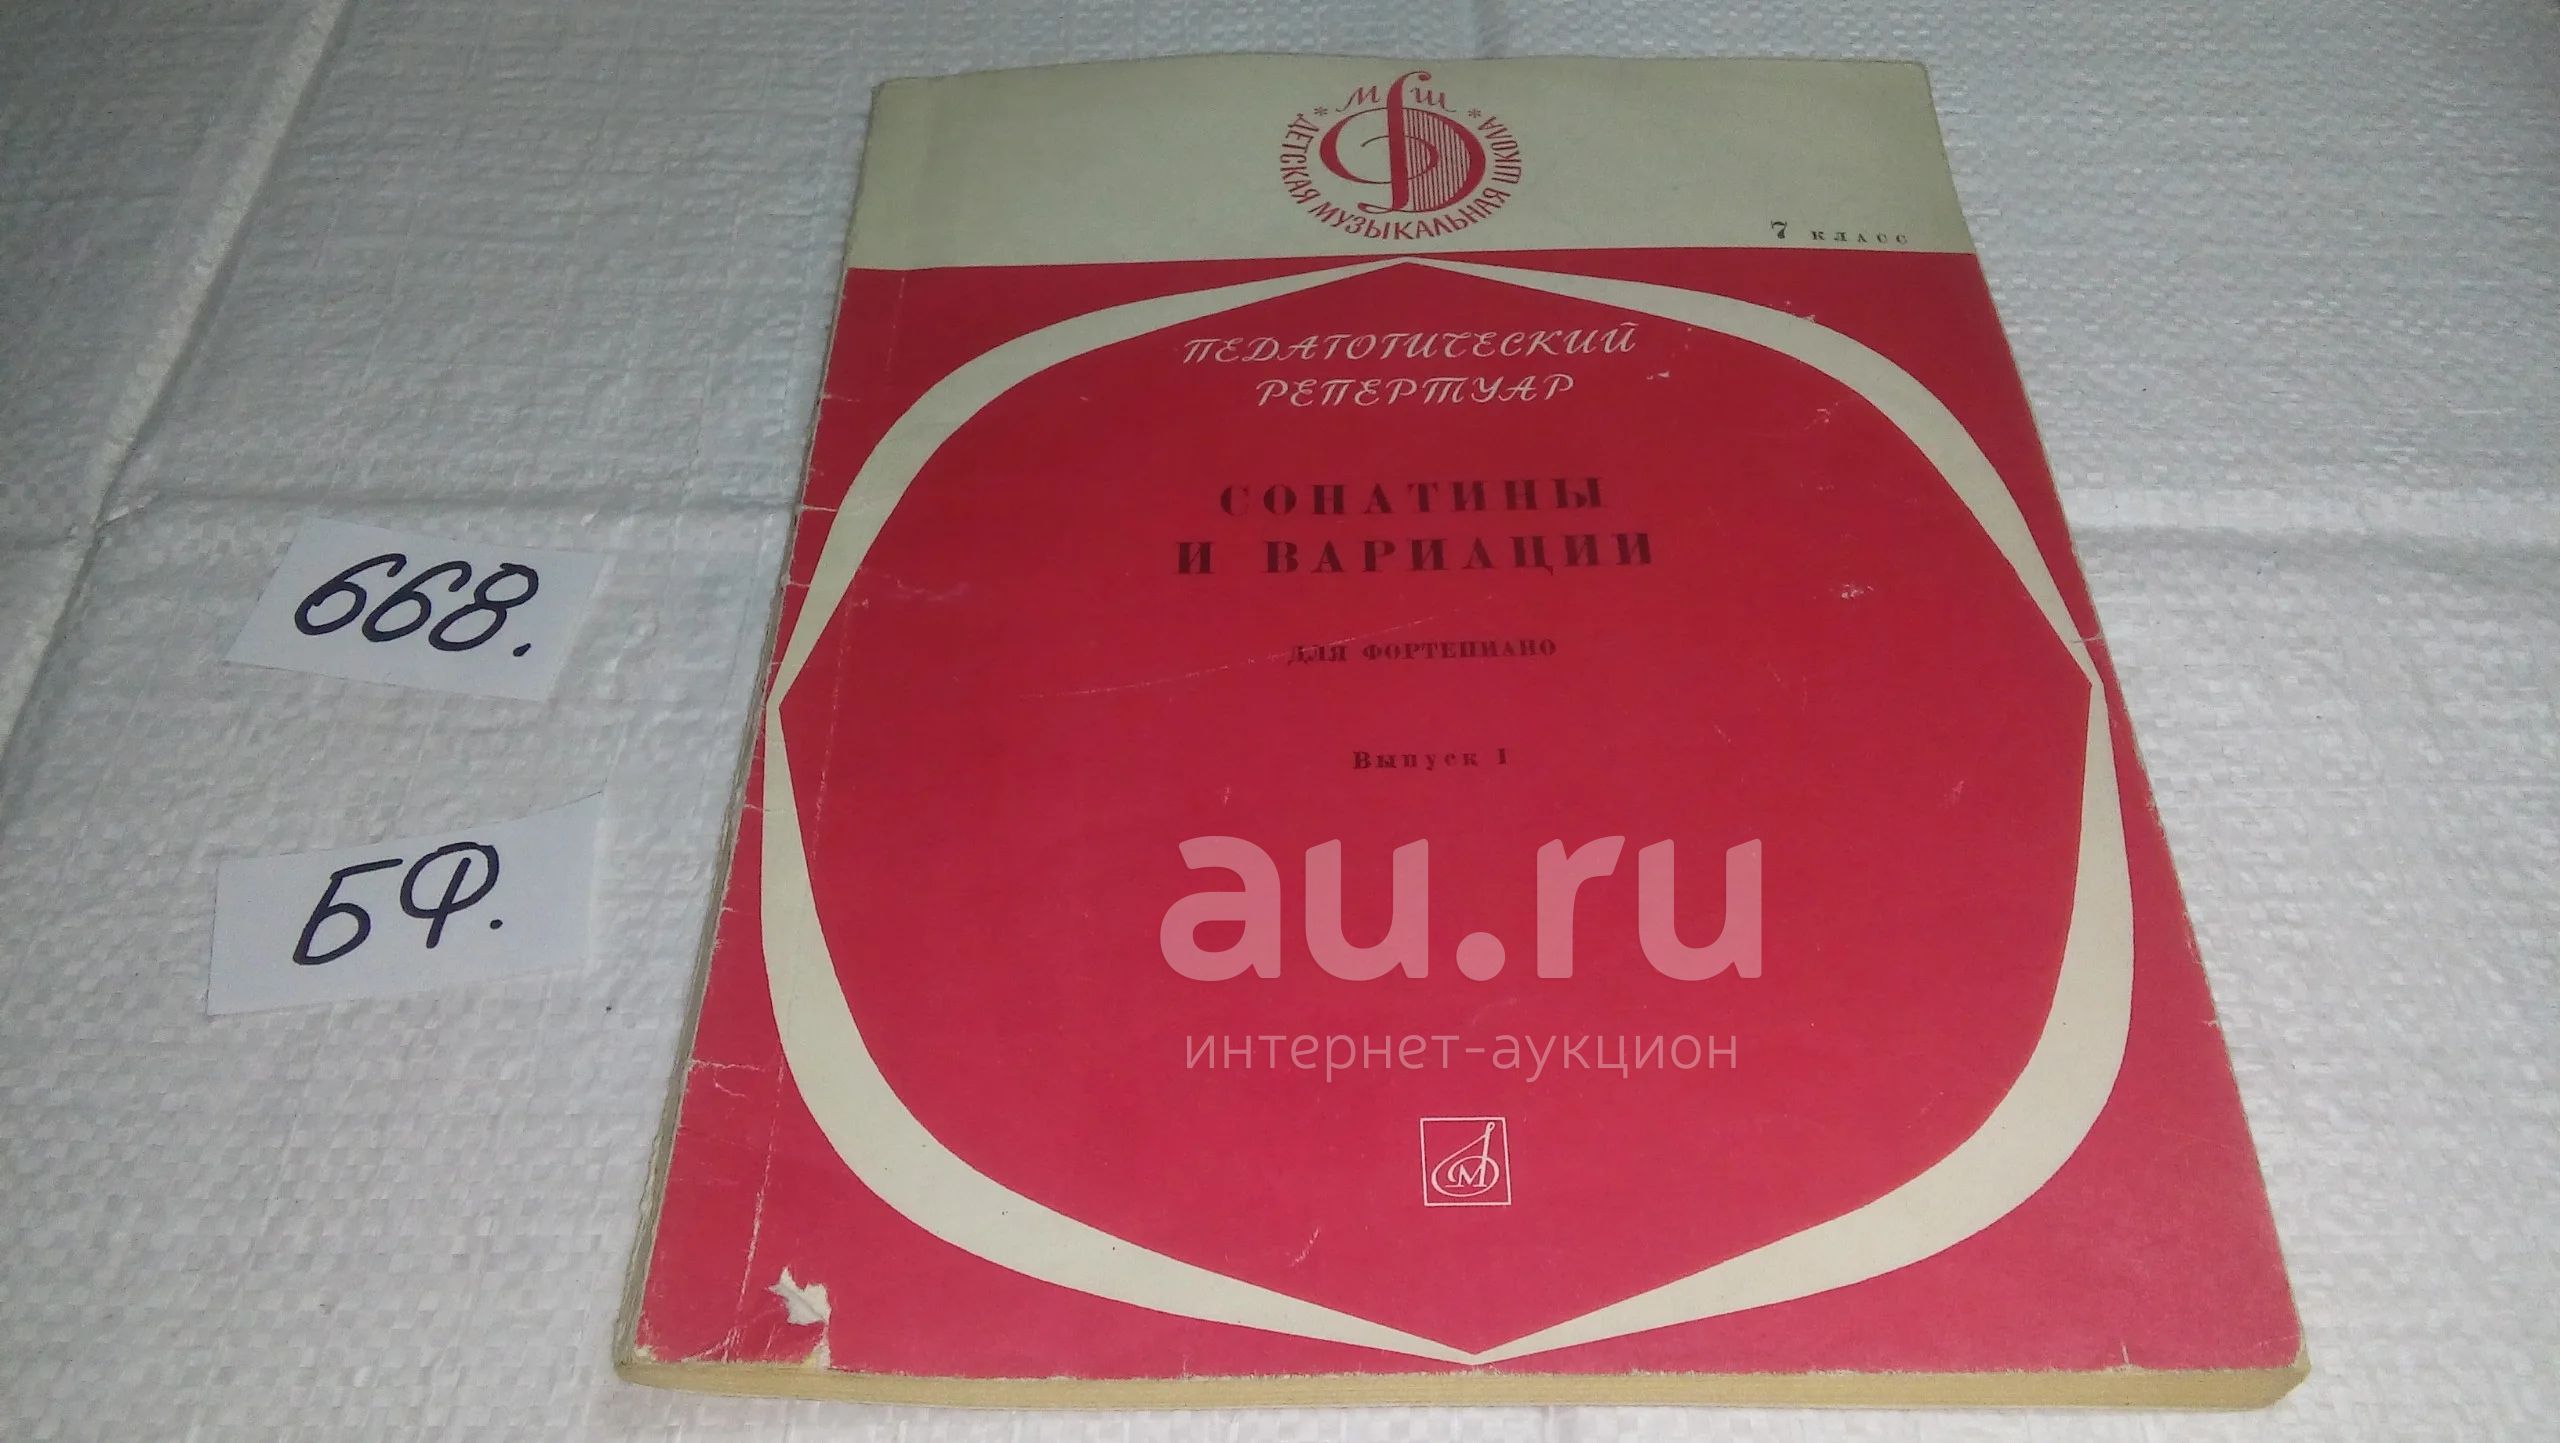 ДМШ
* ДЕТСКАЯ МУЗЫКАЛЬНАЯ ШКОЛА *
7 класс
ПЕДАГОГИЧЕСКИЙ
РЕПЕРТУАР
СОНАТИНЫ
И ВАРИАЦИИ
ДЛЯ ФОРТЕПИАНО
Выпуск 1
668.
БФ.
au.ru
интернет-аукцион
М